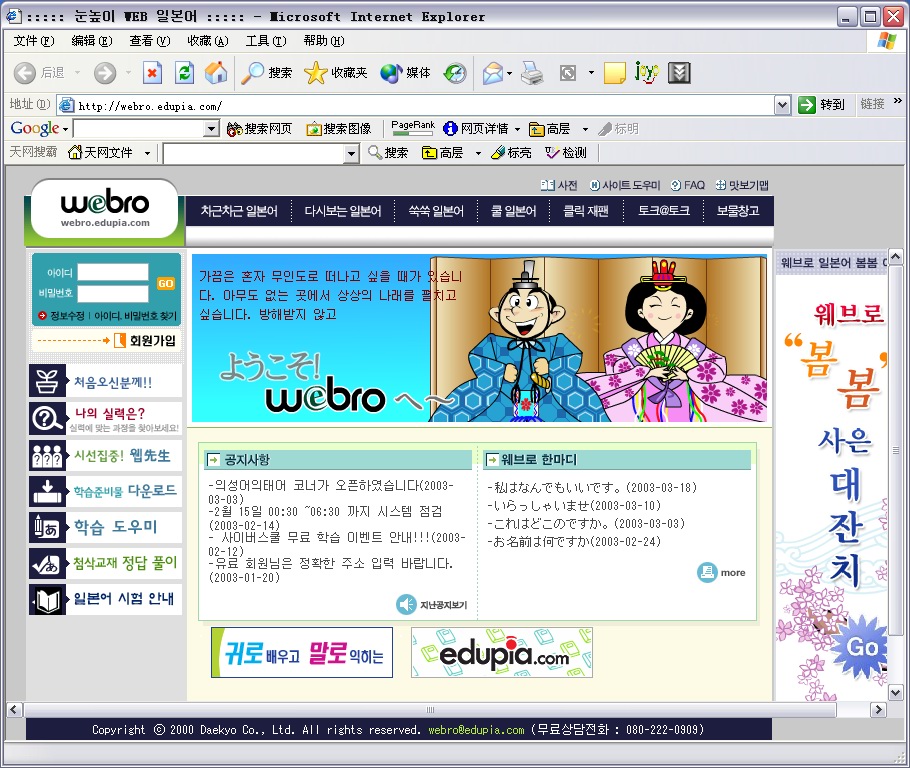 ::::: 눈높이 WEB 일본어 ::::: - Microsoft Internet Explorer
文件(F) 编辑(E) 查看(V) 收藏(A) 工具(T) 帮助(H)
后退 搜索 收藏夹 媒体
地址(D) http://webro.edupia.com/ 转到 链接 »
Google 搜索网页 搜索图像 PageRank 网页详情 高层 标明
天网搜霸 天网文件 搜索 高层 标亮 检测
사전 사이트 도우미 FAQ 맛보기맵
webro
webro.edupia.com
차근차근 일본어 다시보는 일본어 쏙쏙 일본어 쿨 일본어 클릭 재팬 토크@토크 보물창고
아이디
비밀번호
GO
정보수정 | 아이디. 비밀번호 찾기
회원가입
처음오신분께!!
나의 실력은?
실력에 맞는 과정을 찾아보세요!
시선집중! 웹先生
학습준비물 다운로드
학습 도우미
첨삭교재 정답 풀이
일본어 시험 안내
가끔은 혼자 무인도로 떠나고 싶을 때가 있습니
다. 아무도 없는 곳에서 상상의 나래를 펼치고
싶습니다. 방해받지 않고
ようこそ!
webro へ~
공지사항
-의성어의태어 코너가 오픈하였습니다(2003-
03-03)
-2월 15일 00:30 ~06:30 까지 시스템 점검
(2003-02-14)
- 사이버스쿨 무료 학습 이벤트 안내!!!(2003-
02-12)
-유료 회원님은 정확한 주소 입력 바랍니다.
(2003-01-20)
지난공지보기
웨브로 한마디
-私はなんでもいいです。(2003-03-18)
-いらっしゃいませ(2003-03-10)
-これはどこのですか。(2003-03-03)
-お名前は何ですか(2003-02-24)
more
귀로 배우고 말로 익히는
edupia.com
웨브로 일본어 봄봄
웨브로
“봄
봄”
사은
대
잔
치
Go
Copyright ⓒ 2000 Daekyo Co., Ltd. All rights reserved. webro@edupia.com (무료상담전화 : 080-222-0909)